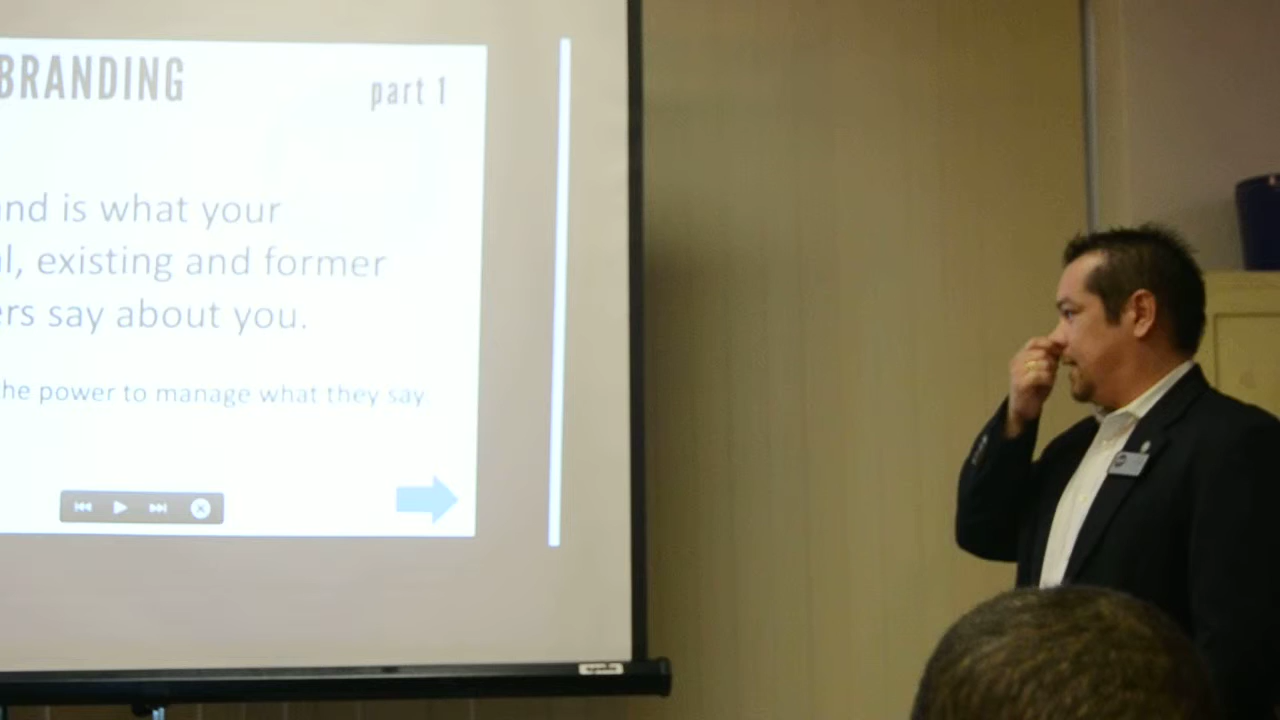 BRANDING
part 1
nd is what your
l, existing and former
ers say about you.
he power to manage what they say.